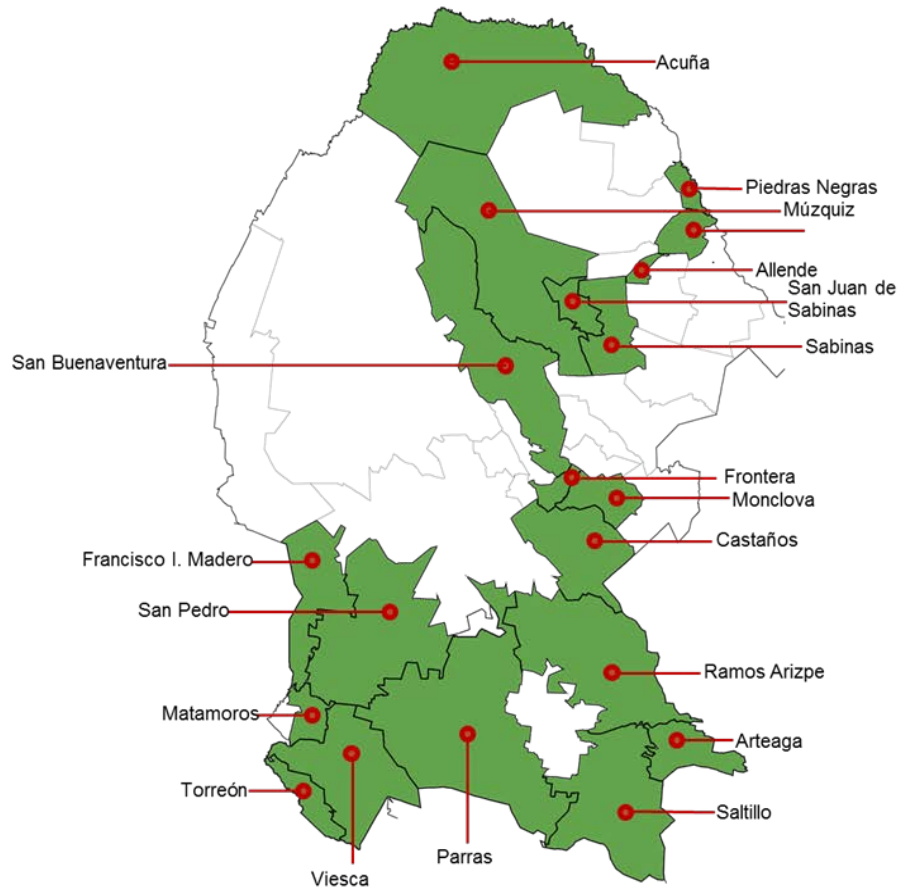 Acuña
Piedras Negras
Múzquiz
Allende
San Juan de
Sabinas
Sabinas
San Buenaventura
Frontera
Monclova
Castaños
Francisco I. Madero
San Pedro
Ramos Arizpe
Matamoros
Arteaga
Torreón
Saltillo
Parras
Viesca